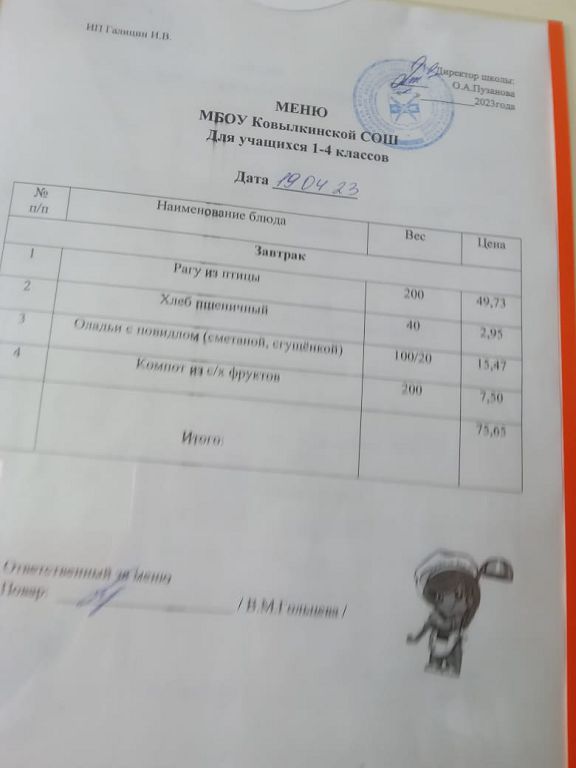 ИП Галицин И.В.
Директор школы:
О.А.Пузанова
2023года
МЕНЮ
МБОУ Ковылкинской СОШ
Для учащихся 1-4 классов
Дата 19 04 23
№ п/п Наименование блюда Вес Цена
Завтрак
1 Рагу из птицы 200 49,73
2 Хлеб пшеничный 40 2,95
3 Оладьи с повидлом (сметаной, сгущёнкой) 100/20 15,47
4 Компот из с/х фруктов 200 7,50
Итого: 75,65
Ответственный за меню
Повар: / В.М.Гольцева /